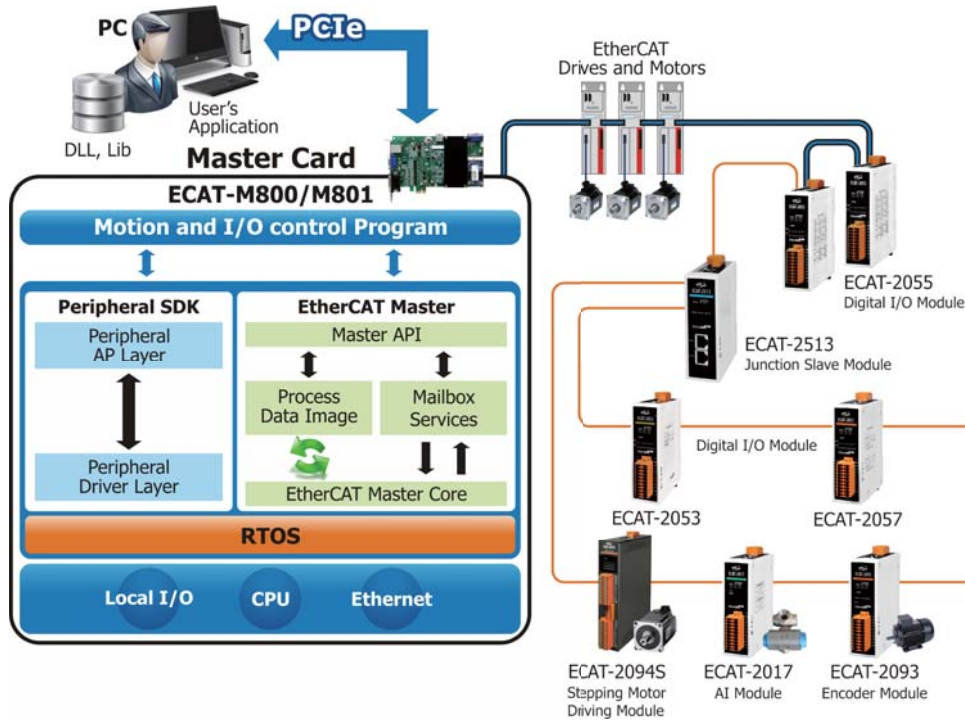 PC
PCIe
User's
Application
DLL, Lib
Master Card
ECAT-M800/M801
Motion and I/O control Program
Peripheral SDK
Peripheral
AP Layer
Peripheral
Driver Layer
EtherCAT Master
Master API
Process
Data Image
Mailbox
Services
EtherCAT Master Core
RTOS
Local I/O
CPU
Ethernet
EtherCAT
Drives and Motors
ECAT-2055
Digital I/O Module
ECAT-2513
Junction Slave Module
Digital I/O Module
ECAT-2053
ECAT-2057
ECAT-2094S
Stepping Motor
Driving Module
ECAT-2017
AI Module
ECAT-2093
Encoder Module